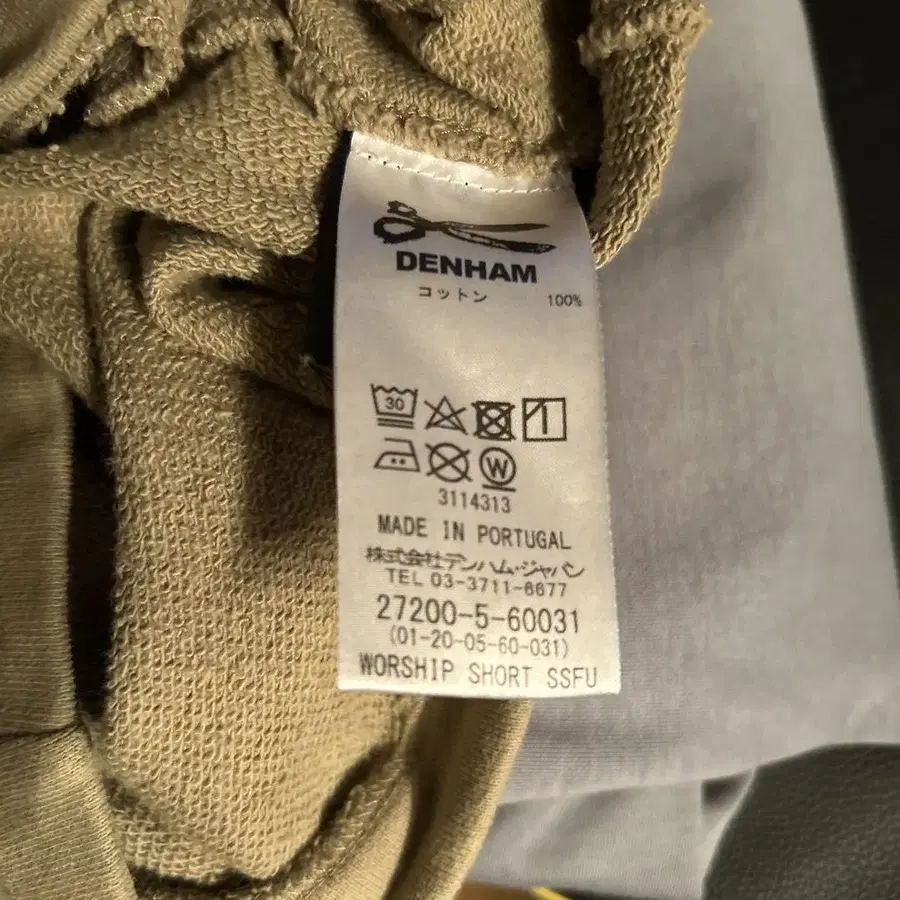 DENHAM
コットン 100%
30
W
3114313
MADE IN PORTUGAL
株式会社デンハム・ジャパン
TEL 03-3711-6677
27200-5-60031
(01-20-05-60-031)
WORSHIP SHORT SSFU